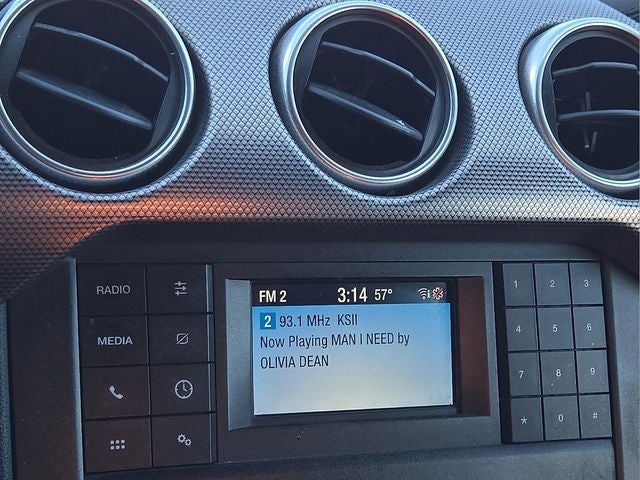 FM 2 3:14 57°
2 93.1 MHz KSII
Now Playing MAN I NEED by
OLIVIA DEAN
RADIO
MEDIA
1 2 3
4 5 6
7 8 9
* 0 #